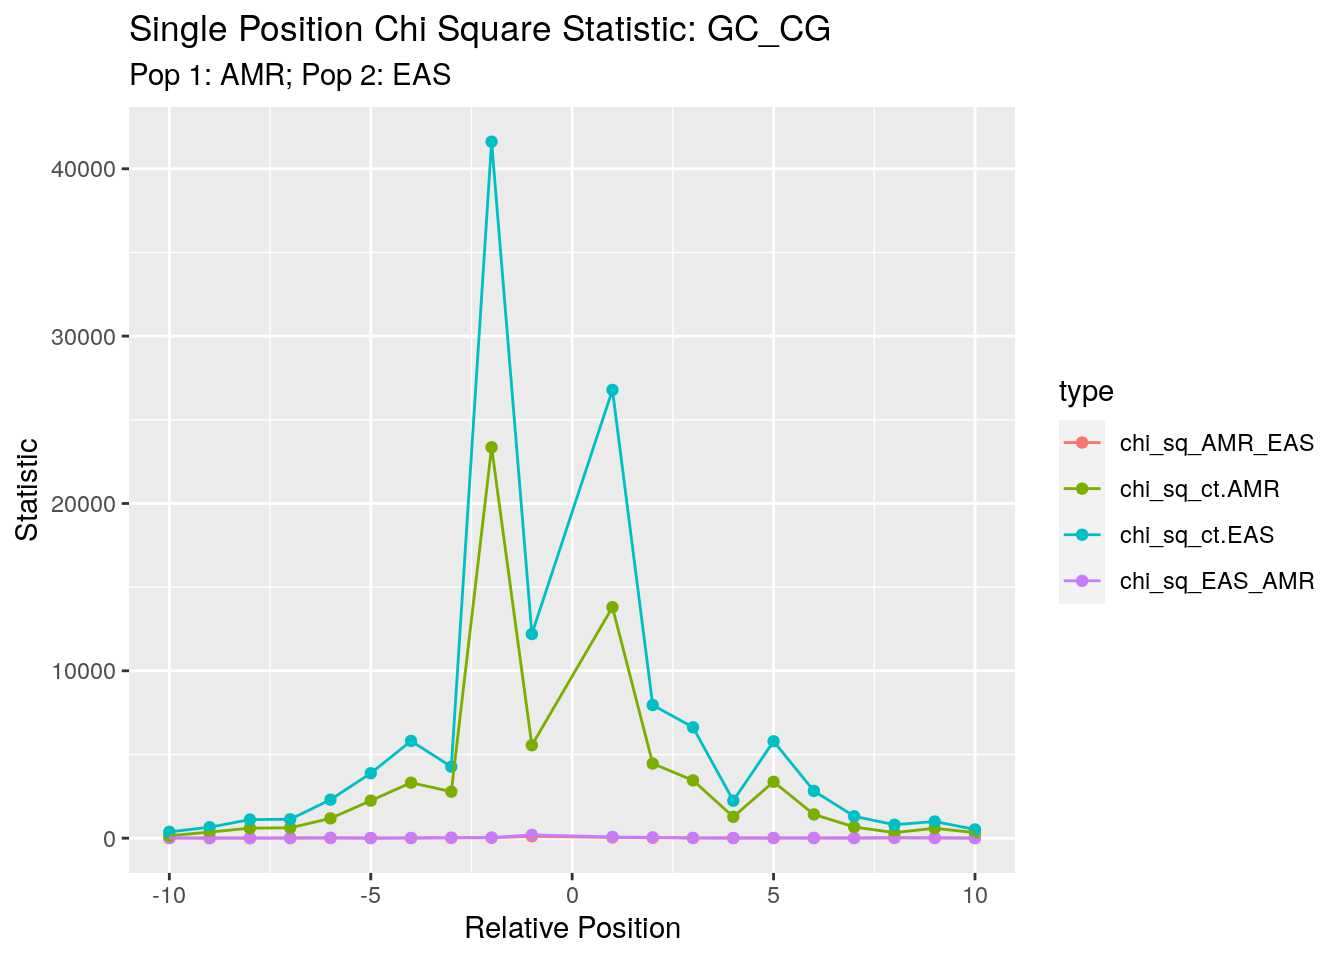 Single Position Chi Square Statistic: GC_CG
Pop 1: AMR; Pop 2: EAS
Statistic
40000
30000
20000
10000
0
-10
-5
0
5
10
Relative Position
type
chi_sq_AMR_EAS
chi_sq_ct.AMR
chi_sq_ct.EAS
chi_sq_EAS_AMR